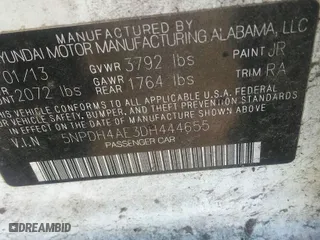 MANUFACTURED BY
HYUNDAI MOTOR MANUFACTURING ALABAMA, LLC
01/13 GVWR 3792 lbs PAINT JR
2072 lbs GAWR REAR 1764 lbs TRIM RA
THIS VEHICLE CONFORMS TO ALL APPLICABLE U.S. FEDERAL
MOTOR VEHICLE SAFETY, BUMPER, AND THEFT PREVENTION STANDARDS
IN EFFECT ON THE DATE OF MANUFACTURE SHOWN ABOVE.
V.I.N 5NPDH4AE3DH444655
PASSENGER CAR
DREAMBID